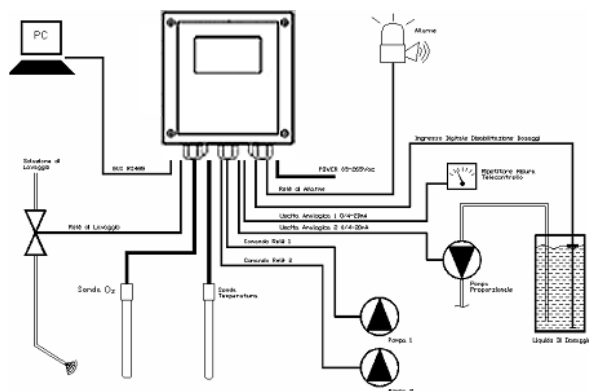 PC
Allarme
Soluzione di
Lavaggio
BUS RS485
POWER 85-265Vac
Ingresso Digitale Disabilitazione Dosaggi
Relè di Allarme
Ripetitore Misura
Telecontrollo
Uscita Analogica 1 0/4-20mA
Uscita Analogica 2 0/4-20mA
Relè di Lavaggio
Comando Relè 1
Comando Relè 2
Sonda O2
Sonda
Temperatura
Pompa
Proporzionale
Pompa 1
Liquido Di Dosaggio